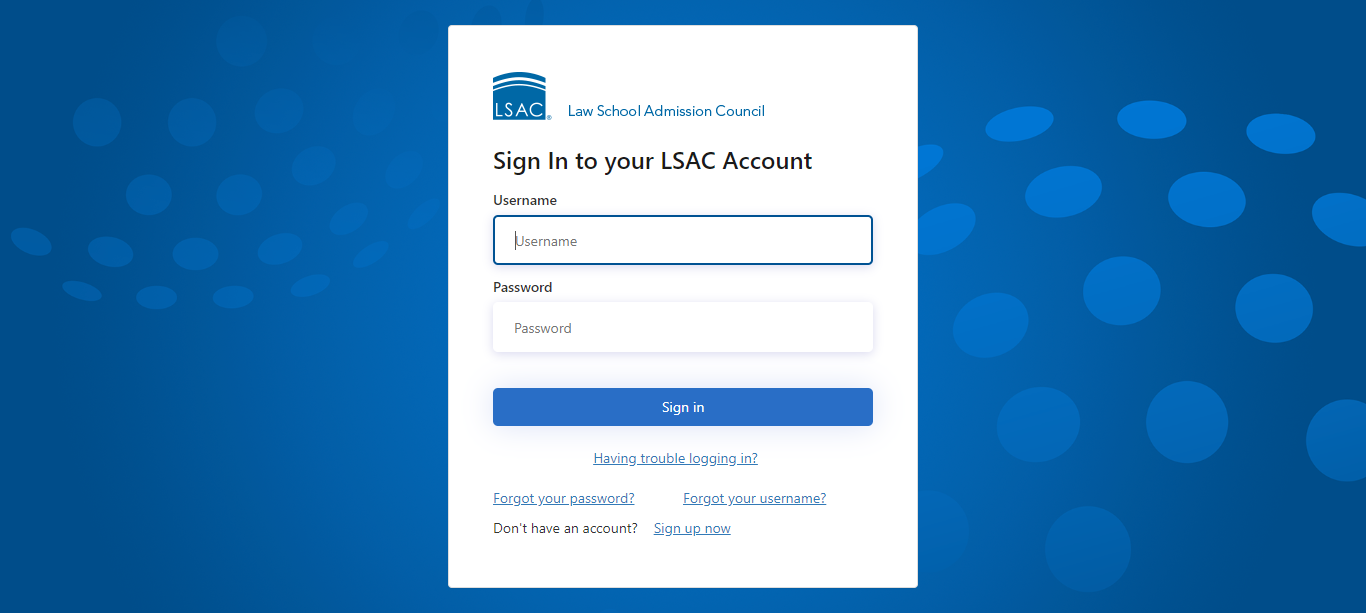 LSAC®
Law School Admission Council
Sign In to your LSAC Account
Username
Username
Password
Password
Sign in
Having trouble logging in?
Forgot your password? Forgot your username?
Don't have an account? Sign up now